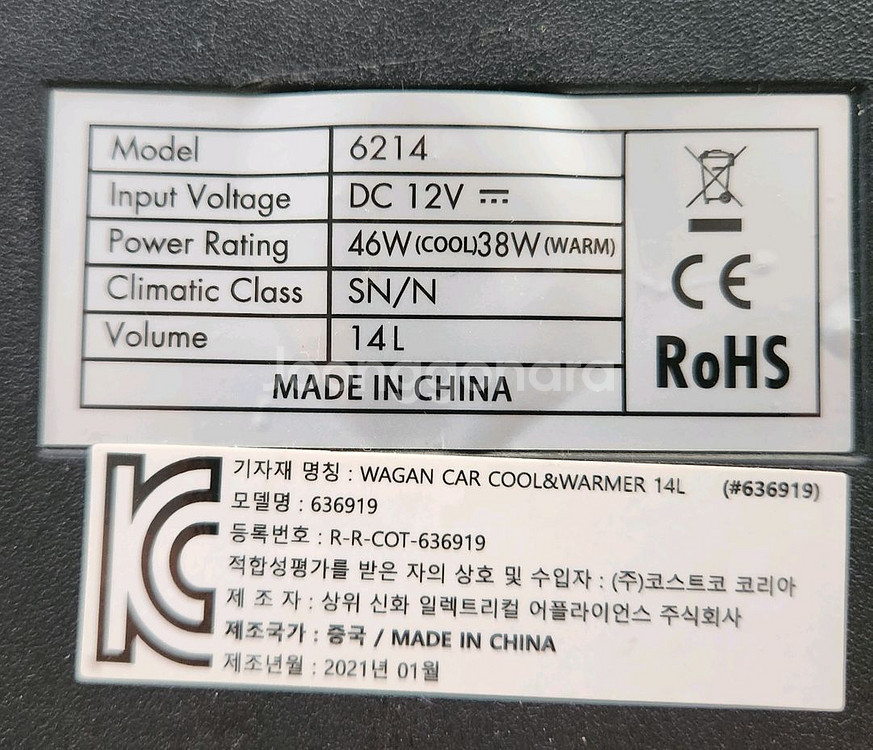 Model 6214
Input Voltage DC 12V ⎓
Power Rating 46W(COOL)38W(WARM)
Climatic Class SN/N
Volume 14L
MADE IN CHINA
CE
RoHS
Joonggonara
KC
기자재 명칭 : WAGAN CAR COOL&WARMER 14L (#636919)
모델명 : 636919
등록번호 : R-R-COT-636919
적합성평가를 받은 자의 상호 및 수입자 : (주)코스트코 코리아
제 조 자 : 상위 신화 일렉트리컬 어플라이언스 주식회사
제조국가 : 중국 / MADE IN CHINA
제조년월 : 2021년 01월